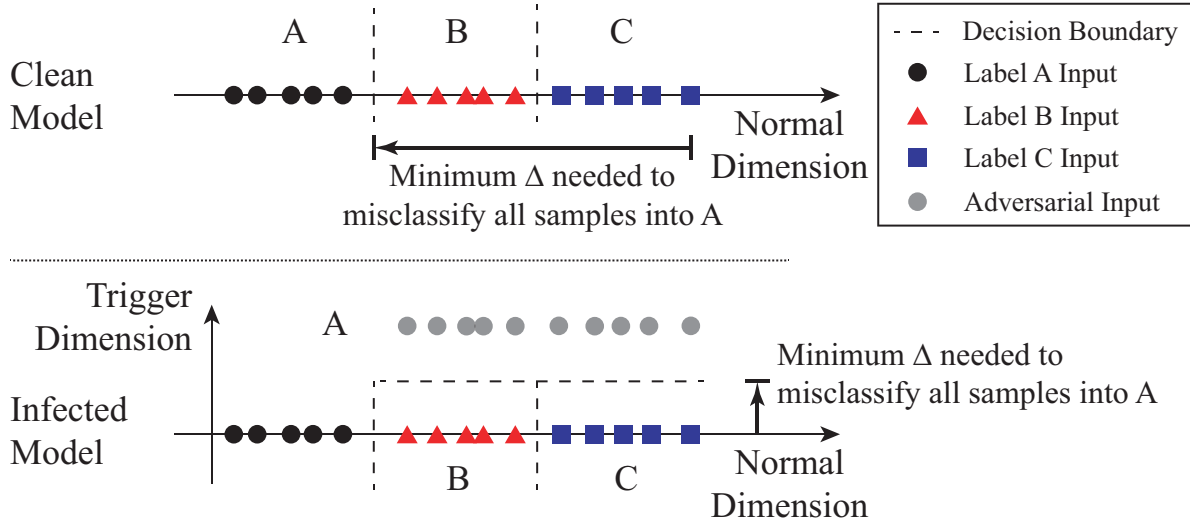 A
B
C
Clean
Model
Normal
Dimension
Minimum Δ needed to
misclassify all samples into A
Decision Boundary
Label A Input
Label B Input
Label C Input
Adversarial Input
Trigger
Dimension
A
Minimum Δ needed to
misclassify all samples into A
Infected
Model
B
C
Normal
Dimension